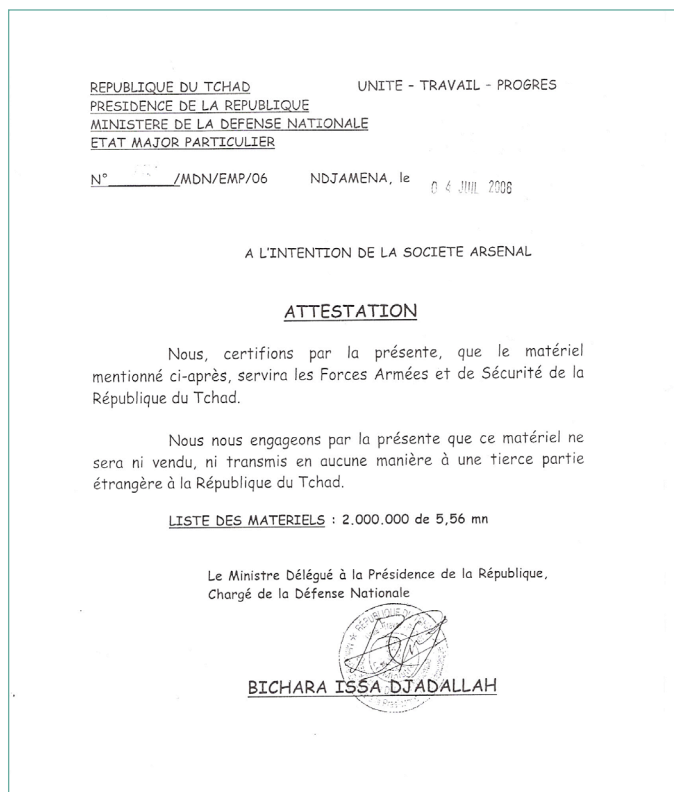 REPUBLIQUE DU TCHAD UNITE - TRAVAIL - PROGRES
PRESIDENCE DE LA REPUBLIQUE
MINISTERE DE LA DEFENSE NATIONALE
ETAT MAJOR PARTICULIER
N° /MDN/EMP/06 NDJAMENA, le 0 4 JUIL 2006
A L'INTENTION DE LA SOCIETE ARSENAL
ATTESTATION
Nous, certifions par la présente, que le matériel
mentionné ci-après, servira les Forces Armées et de Sécurité de la
République du Tchad.
Nous nous engageons par la présente que ce matériel ne
sera ni vendu, ni transmis en aucune manière à une tierce partie
étrangère à la République du Tchad.
LISTE DES MATERIELS : 2.000.000 de 5,56 mn
Le Ministre Délégué à la Présidence de la République,
Chargé de la Défense Nationale
BICHARA ISSA DJADALLAH